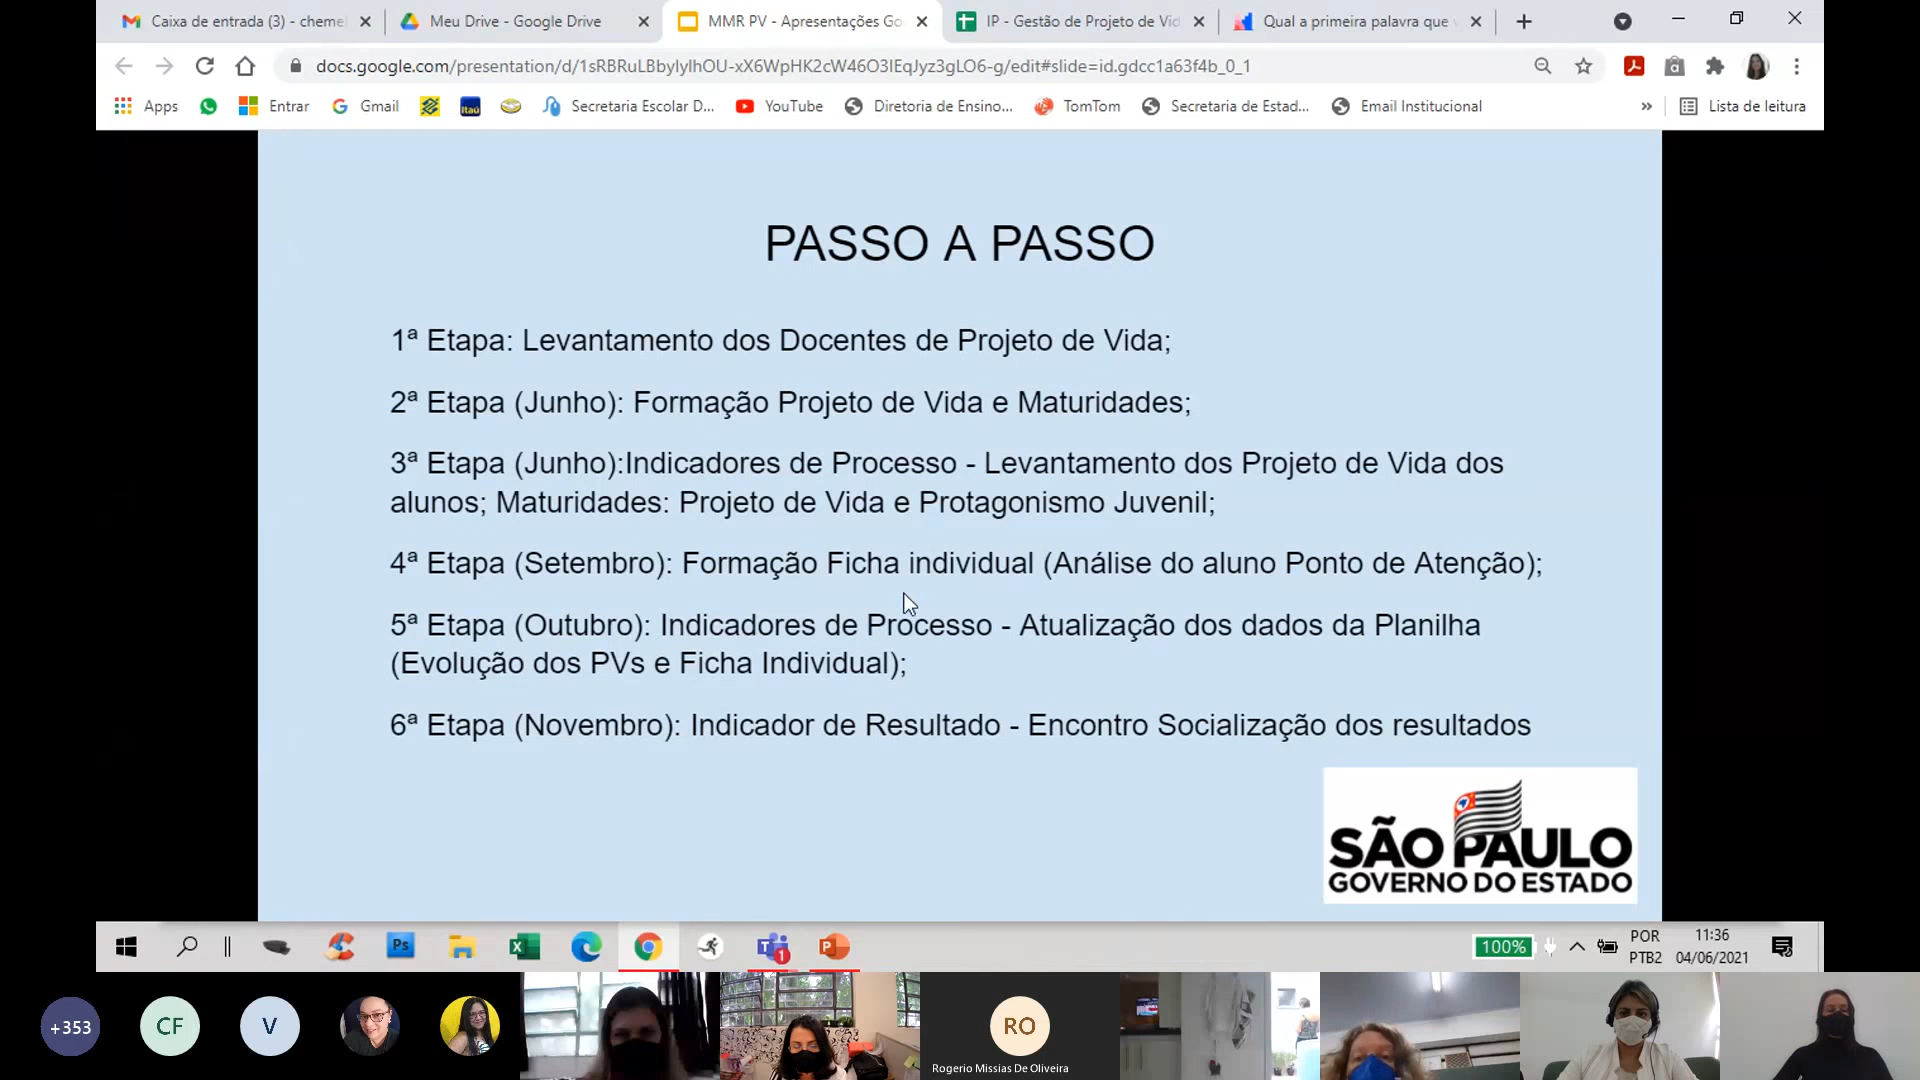 Caixa de entrada (3) - cheme
Meu Drive - Google Drive
MMR PV - Apresentações Go
IP - Gestão de Projeto de Vid
Qual a primeira palavra que v
docs.google.com/presentation/d/1sRBRuLBbylylhOU-xX6WpHK2cW46O3lEqJyz3gLO6-g/edit#slide=id.gdcc1a63f4b_0_1
Apps
Entrar
Gmail
Itaú
Secretaria Escolar D...
YouTube
Diretoria de Ensino...
TomTom
Secretaria de Estad...
Email Institucional
»
Lista de leitura
PASSO A PASSO
1ª Etapa: Levantamento dos Docentes de Projeto de Vida;
2ª Etapa (Junho): Formação Projeto de Vida e Maturidades;
3ª Etapa (Junho):Indicadores de Processo - Levantamento dos Projeto de Vida dos
alunos; Maturidades: Projeto de Vida e Protagonismo Juvenil;
4ª Etapa (Setembro): Formação Ficha individual (Análise do aluno Ponto de Atenção);
5ª Etapa (Outubro): Indicadores de Processo - Atualização dos dados da Planilha
(Evolução dos PVs e Ficha Individual);
6ª Etapa (Novembro): Indicador de Resultado - Encontro Socialização dos resultados
SÃO PAULO
GOVERNO DO ESTADO
Ps
100%
POR
PTB2
11:36
04/06/2021
+353
CF
V
RO
Rogerio Missias De Oliveira